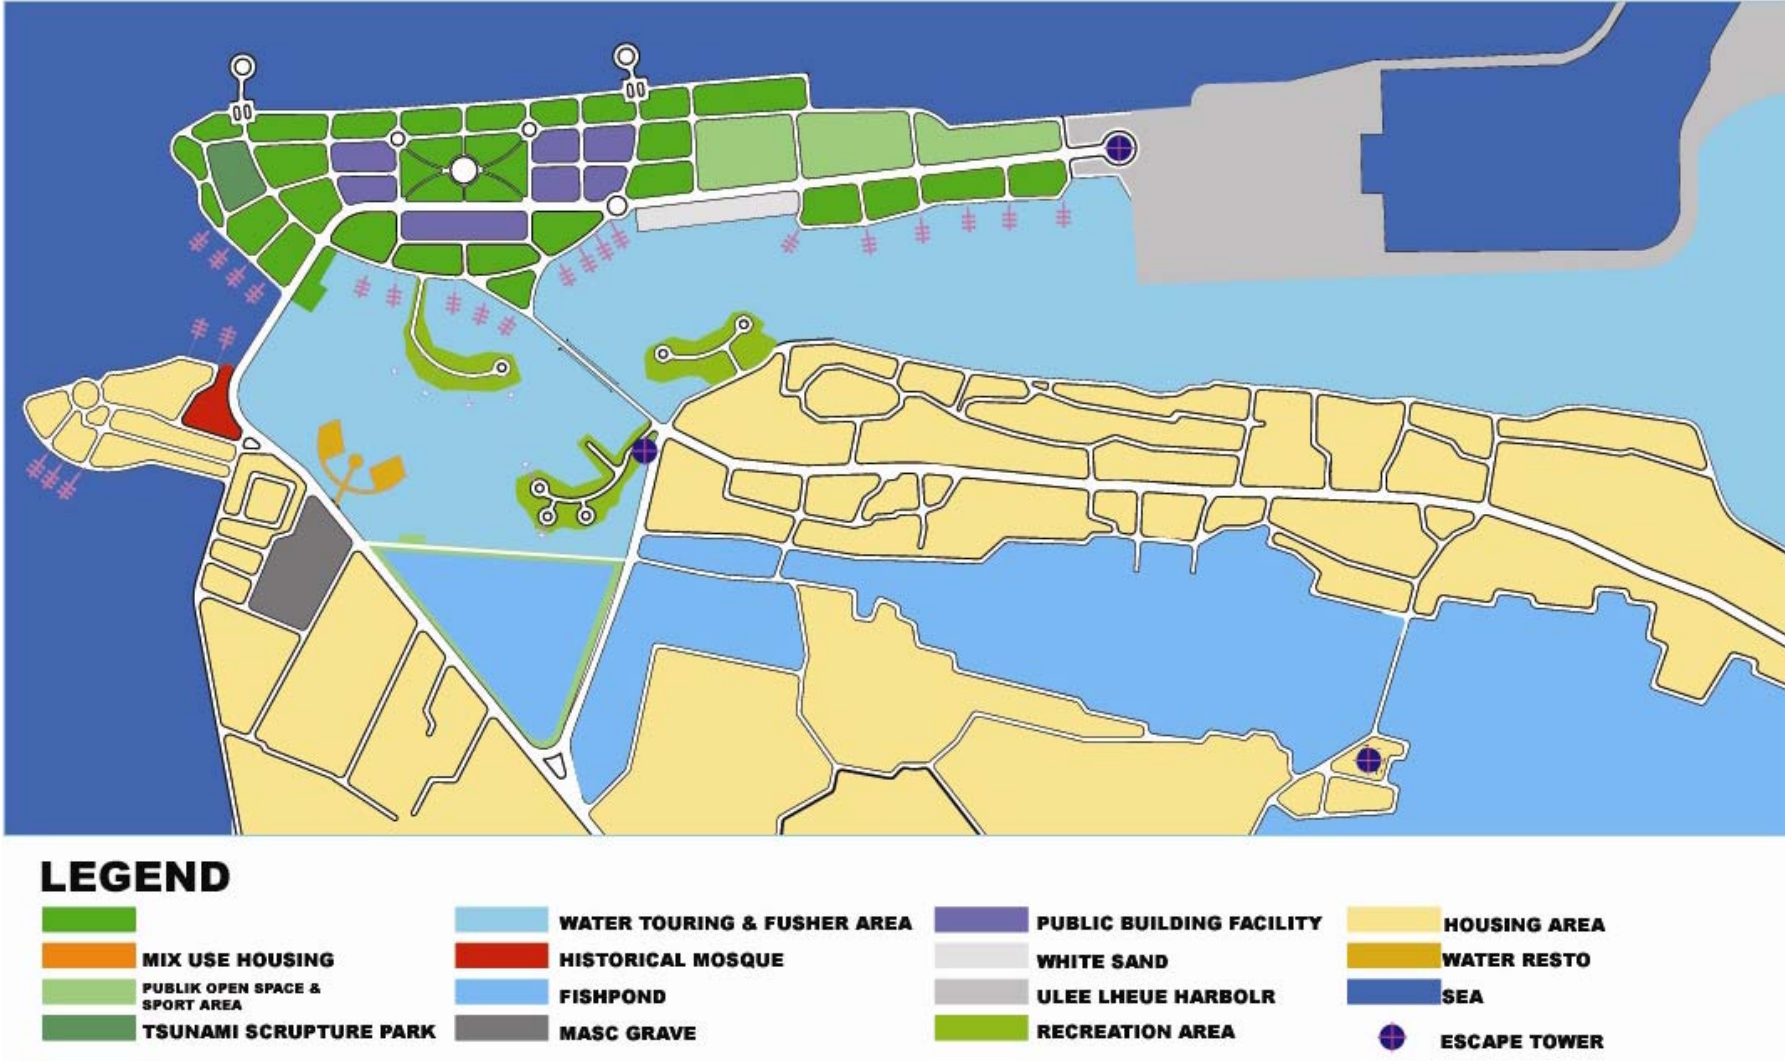 LEGEND
WATER TOURING & FUSHER AREA
PUBLIC BUILDING FACILITY
HOUSING AREA
MIX USE HOUSING
HISTORICAL MOSQUE
WHITE SAND
WATER RESTO
PUBLIK OPEN SPACE &
SPORT AREA
FISHPOND
ULEE LHEUE HARBOLR
SEA
TSUNAMI SCRUPTURE PARK
MASC GRAVE
RECREATION AREA
ESCAPE TOWER